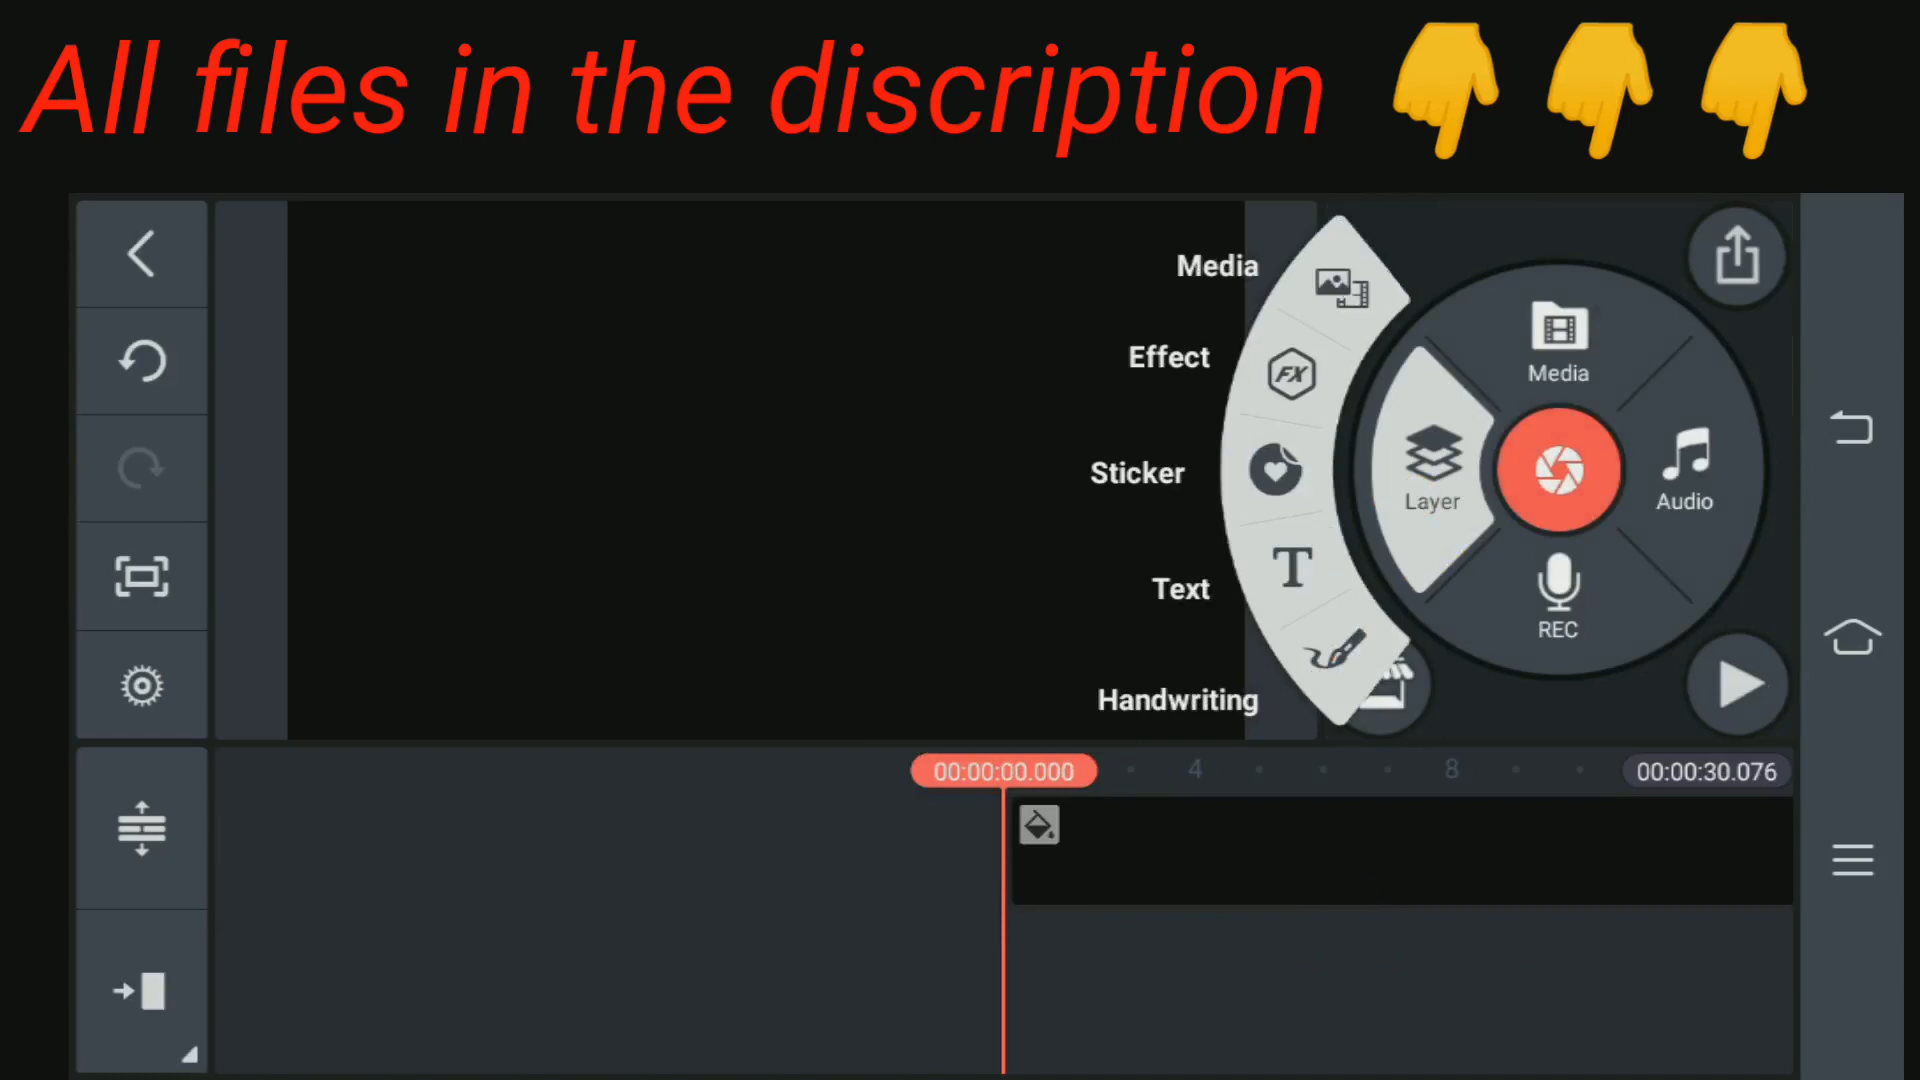 All files in the discription 👇 👇 👇
Media
Effect
FX
Sticker
Text
T
Handwriting
Media
Layer
Audio
REC
00:00:00.000
4
8
00:00:30.076